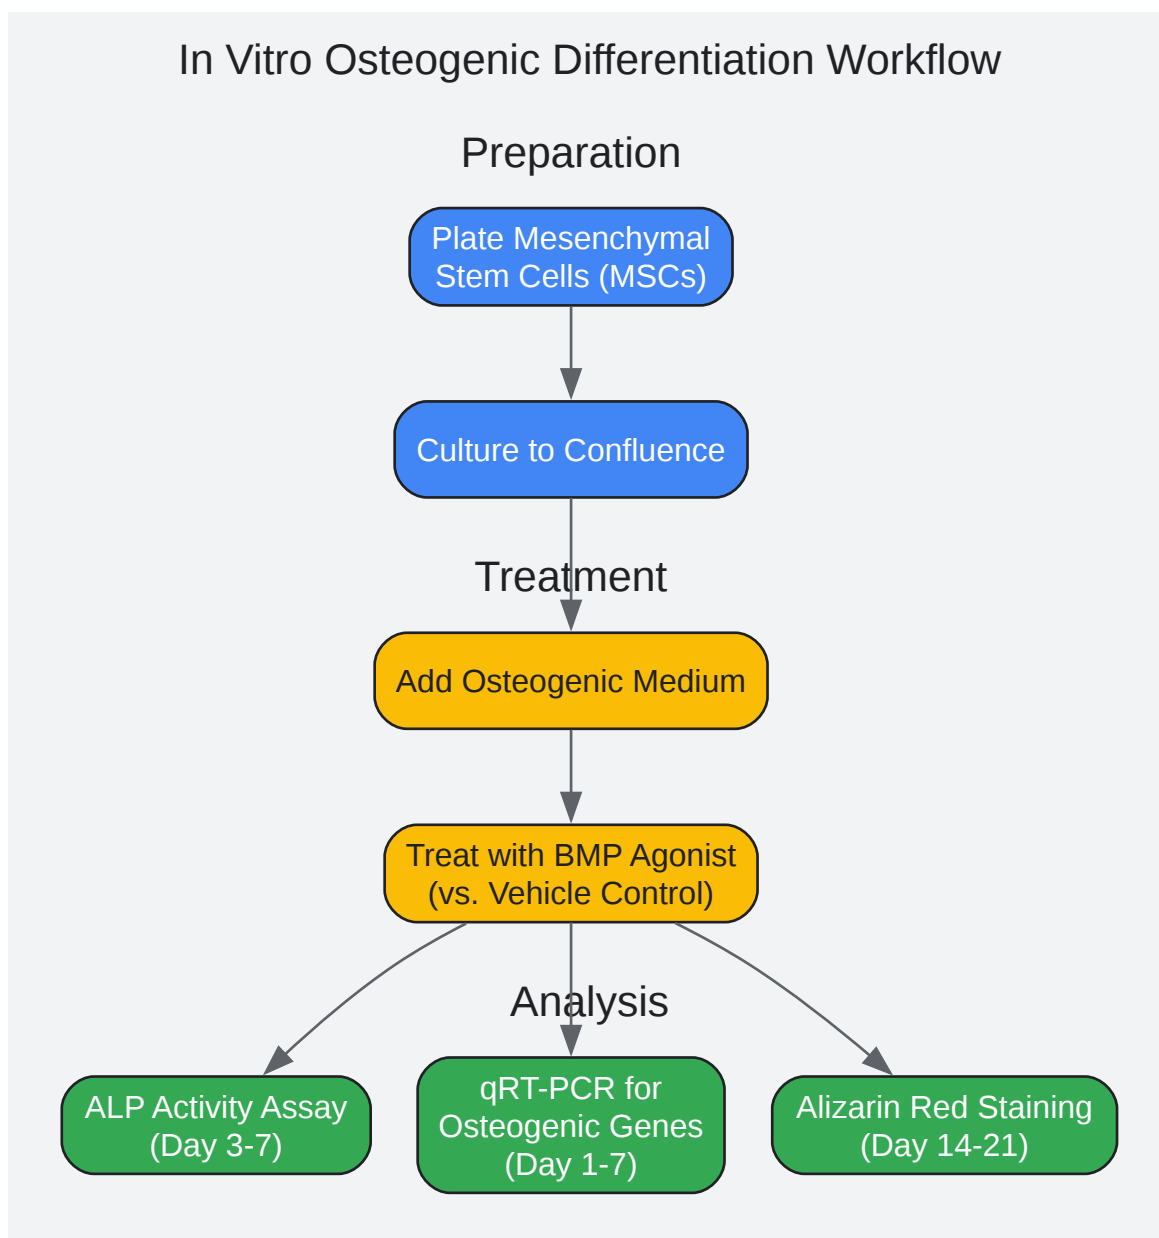 In Vitro Osteogenic Differentiation Workflow
Preparation
Plate Mesenchymal
Stem Cells (MSCs)
Culture to Confluence
Treatment
Add Osteogenic Medium
Treat with BMP Agonist
(vs. Vehicle Control)
Analysis
ALP Activity Assay
(Day 3-7)
qRT-PCR for
Osteogenic Genes
(Day 1-7)
Alizarin Red Staining
(Day 14-21)